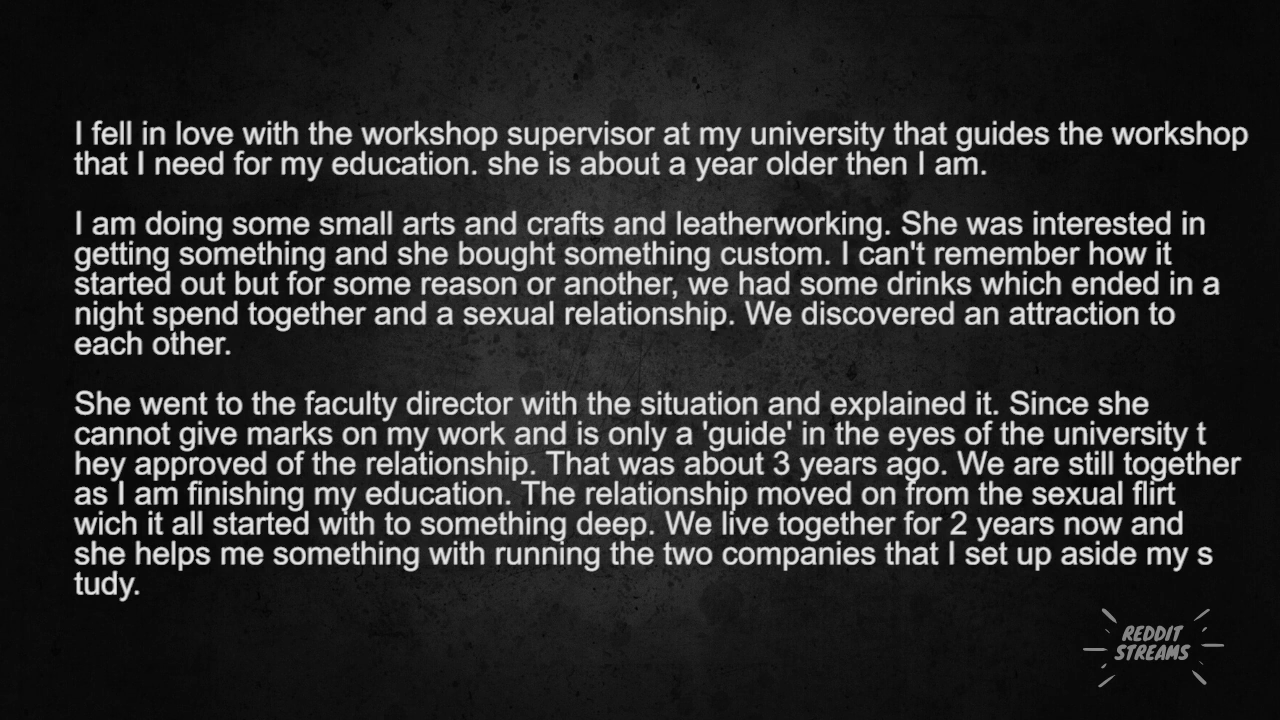 I fell in love with the workshop supervisor at my university that guides the workshop
that I need for my education. she is about a year older then I am.
I am doing some small arts and crafts and leatherworking. She was interested in
getting something and she bought something custom. I can't remember how it
started out but for some reason or another, we had some drinks which ended in a
night spend together and a sexual relationship. We discovered an attraction to
each other.
She went to the faculty director with the situation and explained it. Since she
cannot give marks on my work and is only a 'guide' in the eyes of the university t
hey approved of the relationship. That was about 3 years ago. We are still together
as I am finishing my education. The relationship moved on from the sexual flirt
wich it all started with to something deep. We live together for 2 years now and
she helps me something with running the two companies that I set up aside my s
tudy.
REDDIT
STREAMS